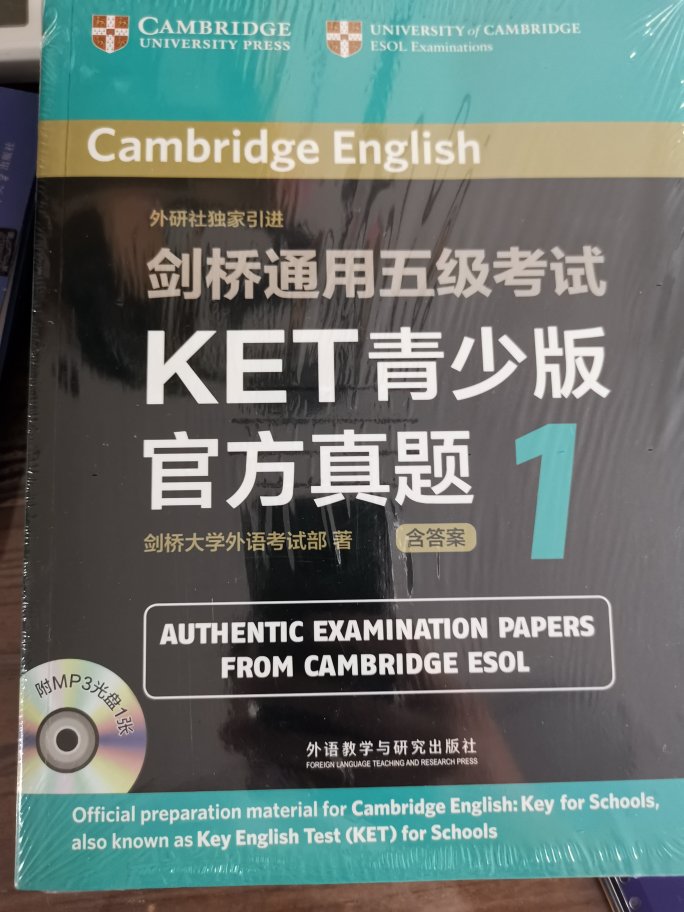 CAMBRIDGE
UNIVERSITY PRESS
UNIVERSITY of CAMBRIDGE
ESOL Examinations
Cambridge English
外研社独家引进
剑桥通用五级考试
KET青少版
官方真题 1
剑桥大学外语考试部 著 含答案
AUTHENTIC EXAMINATION PAPERS
FROM CAMBRIDGE ESOL
附MP3光盘1张
外语教学与研究出版社
FOREIGN LANGUAGE TEACHING AND RESEARCH PRESS
Official preparation material for Cambridge English: Key for Schools,
also known as Key English Test (KET) for Schools